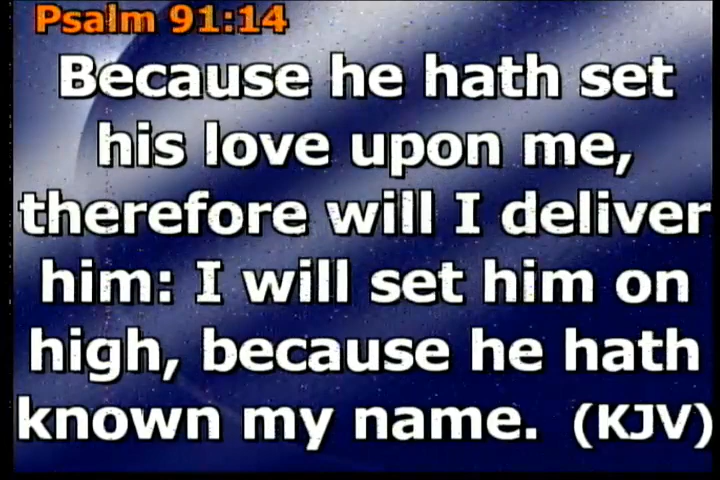 Psalm 91:14
Because he hath set
his love upon me,
therefore will I deliver
him: I will set him on
high, because he hath
known my name.  (KJV)